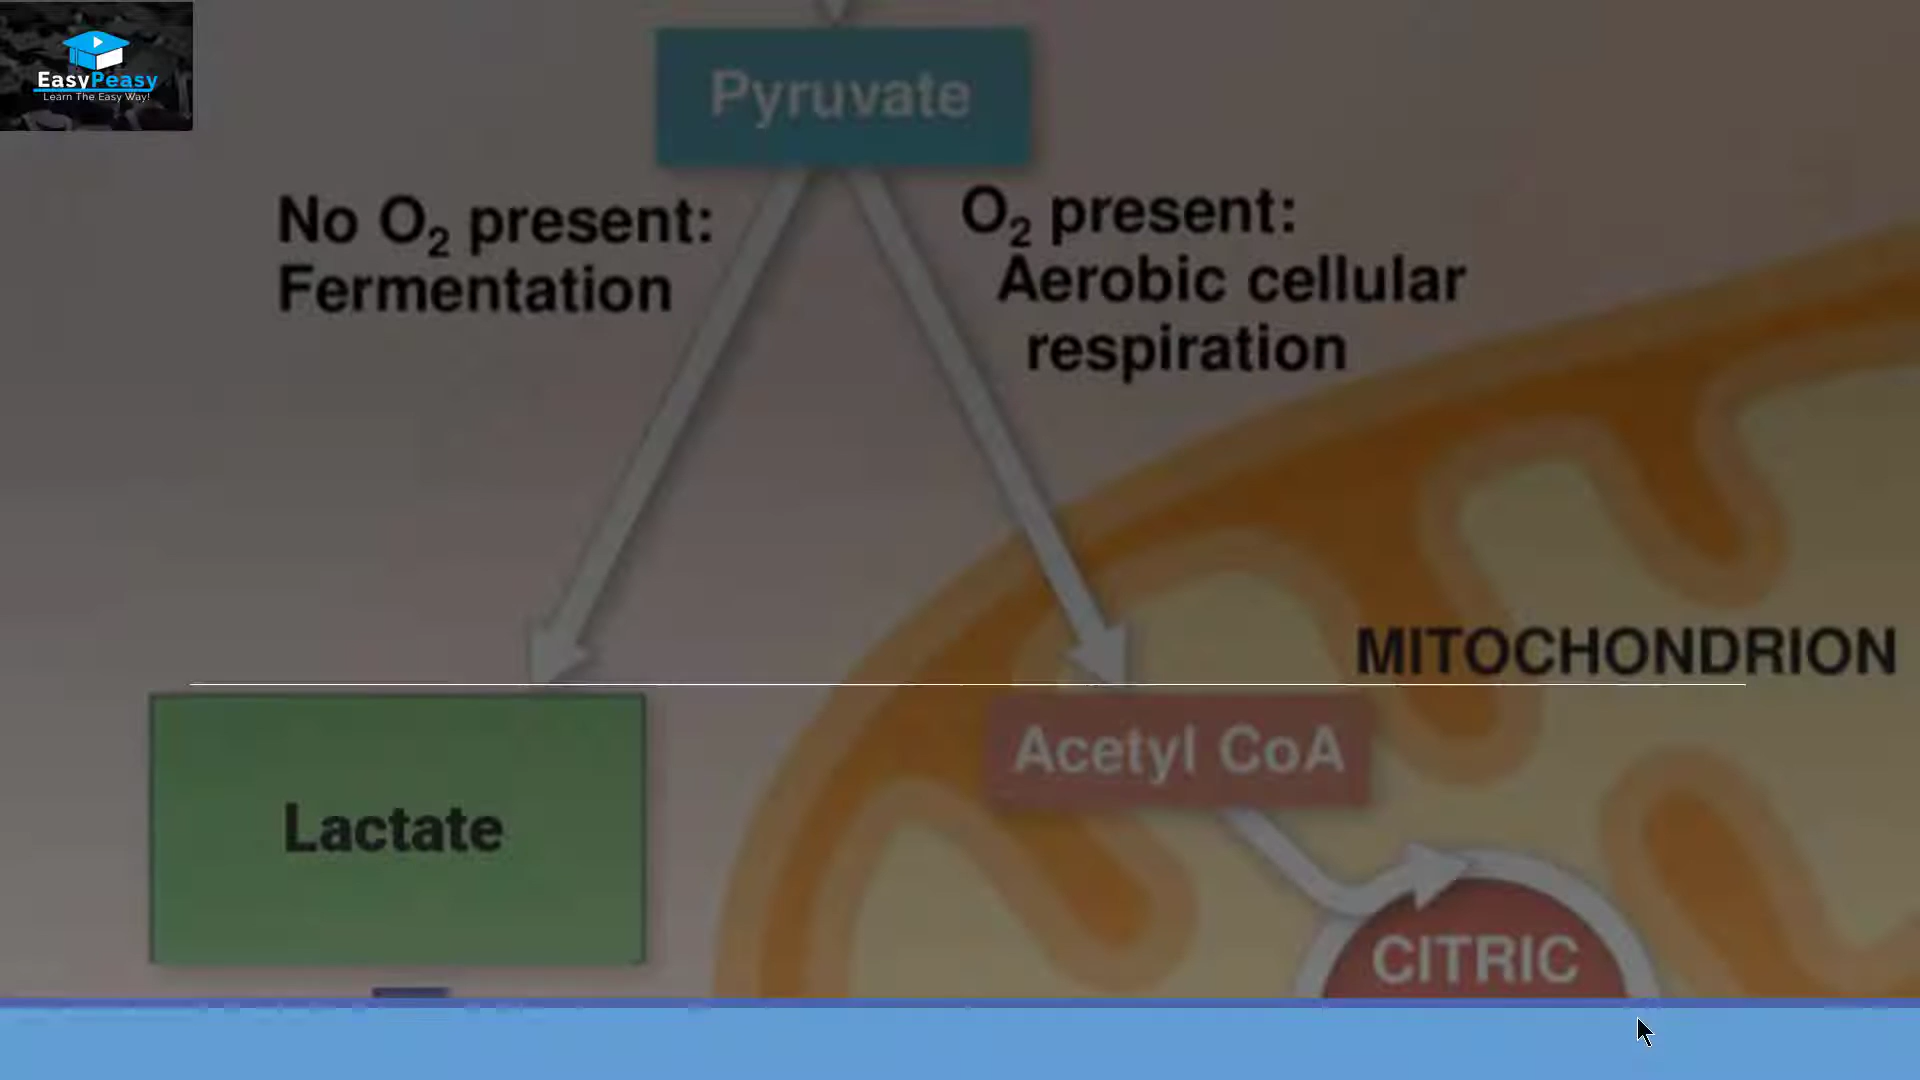 EasyPeasy
Learn The Easy Way!
Pyruvate
No O₂ present:
Fermentation
O₂ present:
Aerobic cellular
respiration
MITOCHONDRION
Acetyl CoA
Lactate
CITRIC